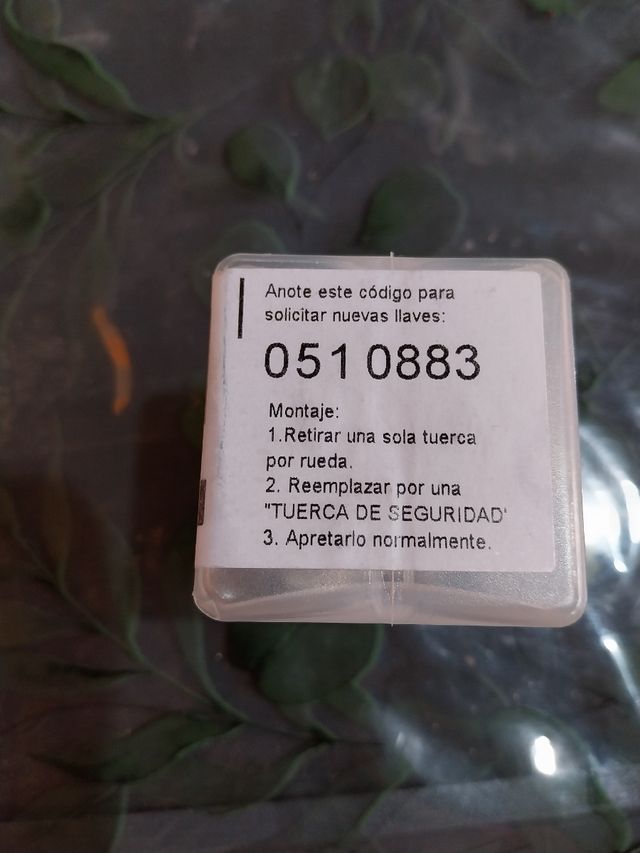 Anote este código para
solicitar nuevas llaves:
051 0883
Montaje:
1.Retirar una sola tuerca
por rueda.
2. Reemplazar por una
"TUERCA DE SEGURIDAD'
3. Apretarlo normalmente.